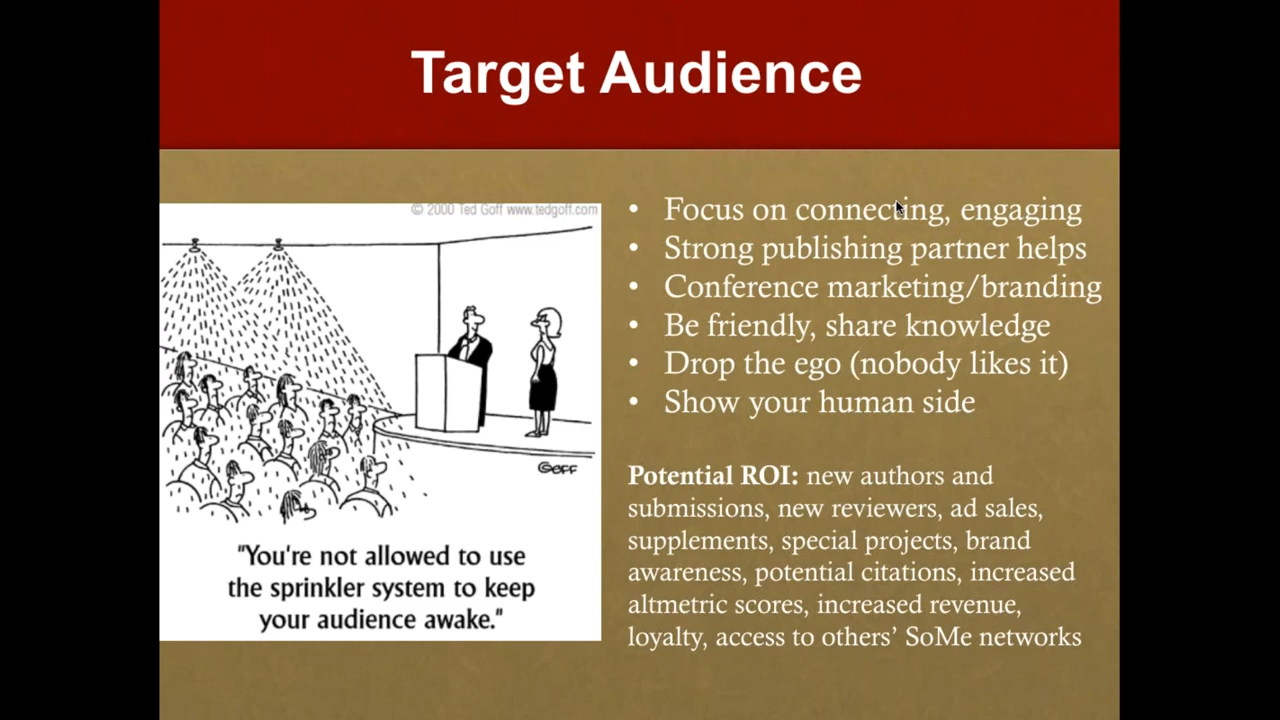 Target Audience
© 2000 Ted Goff www.tedgoff.com
GOFF
"You're not allowed to use
the sprinkler system to keep
your audience awake."
• Focus on connecting, engaging
• Strong publishing partner helps
• Conference marketing/branding
• Be friendly, share knowledge
• Drop the ego (nobody likes it)
• Show your human side
Potential ROI: new authors and
submissions, new reviewers, ad sales,
supplements, special projects, brand
awareness, potential citations, increased
altmetric scores, increased revenue,
loyalty, access to others’ SoMe networks